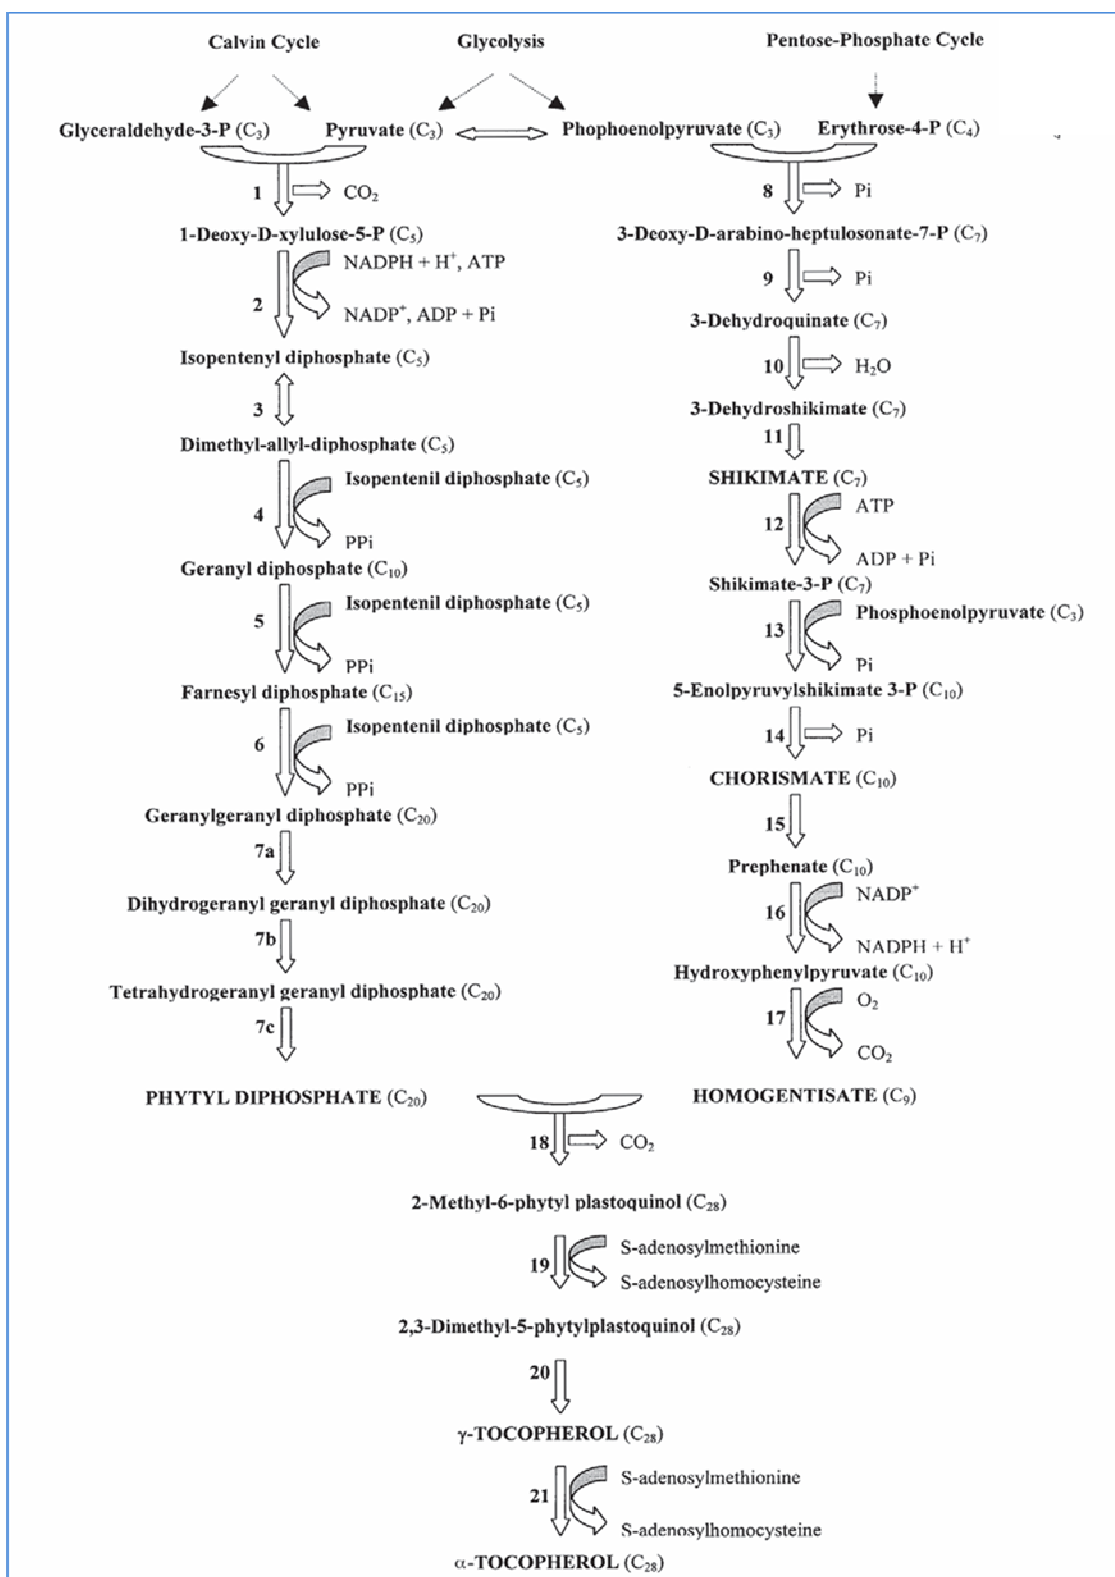 Calvin Cycle Glycolysis Pentose-Phosphate Cycle
Glyceraldehyde-3-P (C₃) Pyruvate (C₃) Phophoenolpyruvate (C₃) Erythrose-4-P (C₄)
1 CO₂
1-Deoxy-D-xylulose-5-P (C₅)
NADPH + H⁺, ATP
2
NADP⁺, ADP + Pi
Isopentenyl diphosphate (C₅)
3
Dimethyl-allyl-diphosphate (C₅)
Isopentenil diphosphate (C₅)
4
PPi
Geranyl diphosphate (C₁₀)
Isopentenil diphosphate (C₅)
5
PPi
Farnesyl diphosphate (C₁₅)
Isopentenil diphosphate (C₅)
6
PPi
Geranylgeranyl diphosphate (C₂₀)
7a
Dihydrogeranyl geranyl diphosphate (C₂₀)
7b
Tetrahydrogeranyl geranyl diphosphate (C₂₀)
7c
PHYTYL DIPHOSPHATE (C₂₀)
8 Pi
3-Deoxy-D-arabino-heptulosonate-7-P (C₇)
9 Pi
3-Dehydroquinate (C₇)
10 H₂O
3-Dehydroshikimate (C₇)
11
SHIKIMATE (C₇)
ATP
12
ADP + Pi
Shikimate-3-P (C₇)
Phosphoenolpyruvate (C₃)
13
Pi
5-Enolpyruvylshikimate 3-P (C₁₀)
14 Pi
CHORISMATE (C₁₀)
15
Prephenate (C₁₀)
NADP⁺
16
NADPH + H⁺
Hydroxyphenylpyruvate (C₁₀)
O₂
17
CO₂
HOMOGENTISATE (C₉)
18 CO₂
2-Methyl-6-phytyl plastoquinol (C₂₈)
S-adenosylmethionine
19
S-adenosylhomocysteine
2,3-Dimethyl-5-phytylplastoquinol (C₂₈)
20
γ-TOCOPHEROL (C₂₈)
S-adenosylmethionine
21
S-adenosylhomocysteine
α-TOCOPHEROL (C₂₈)